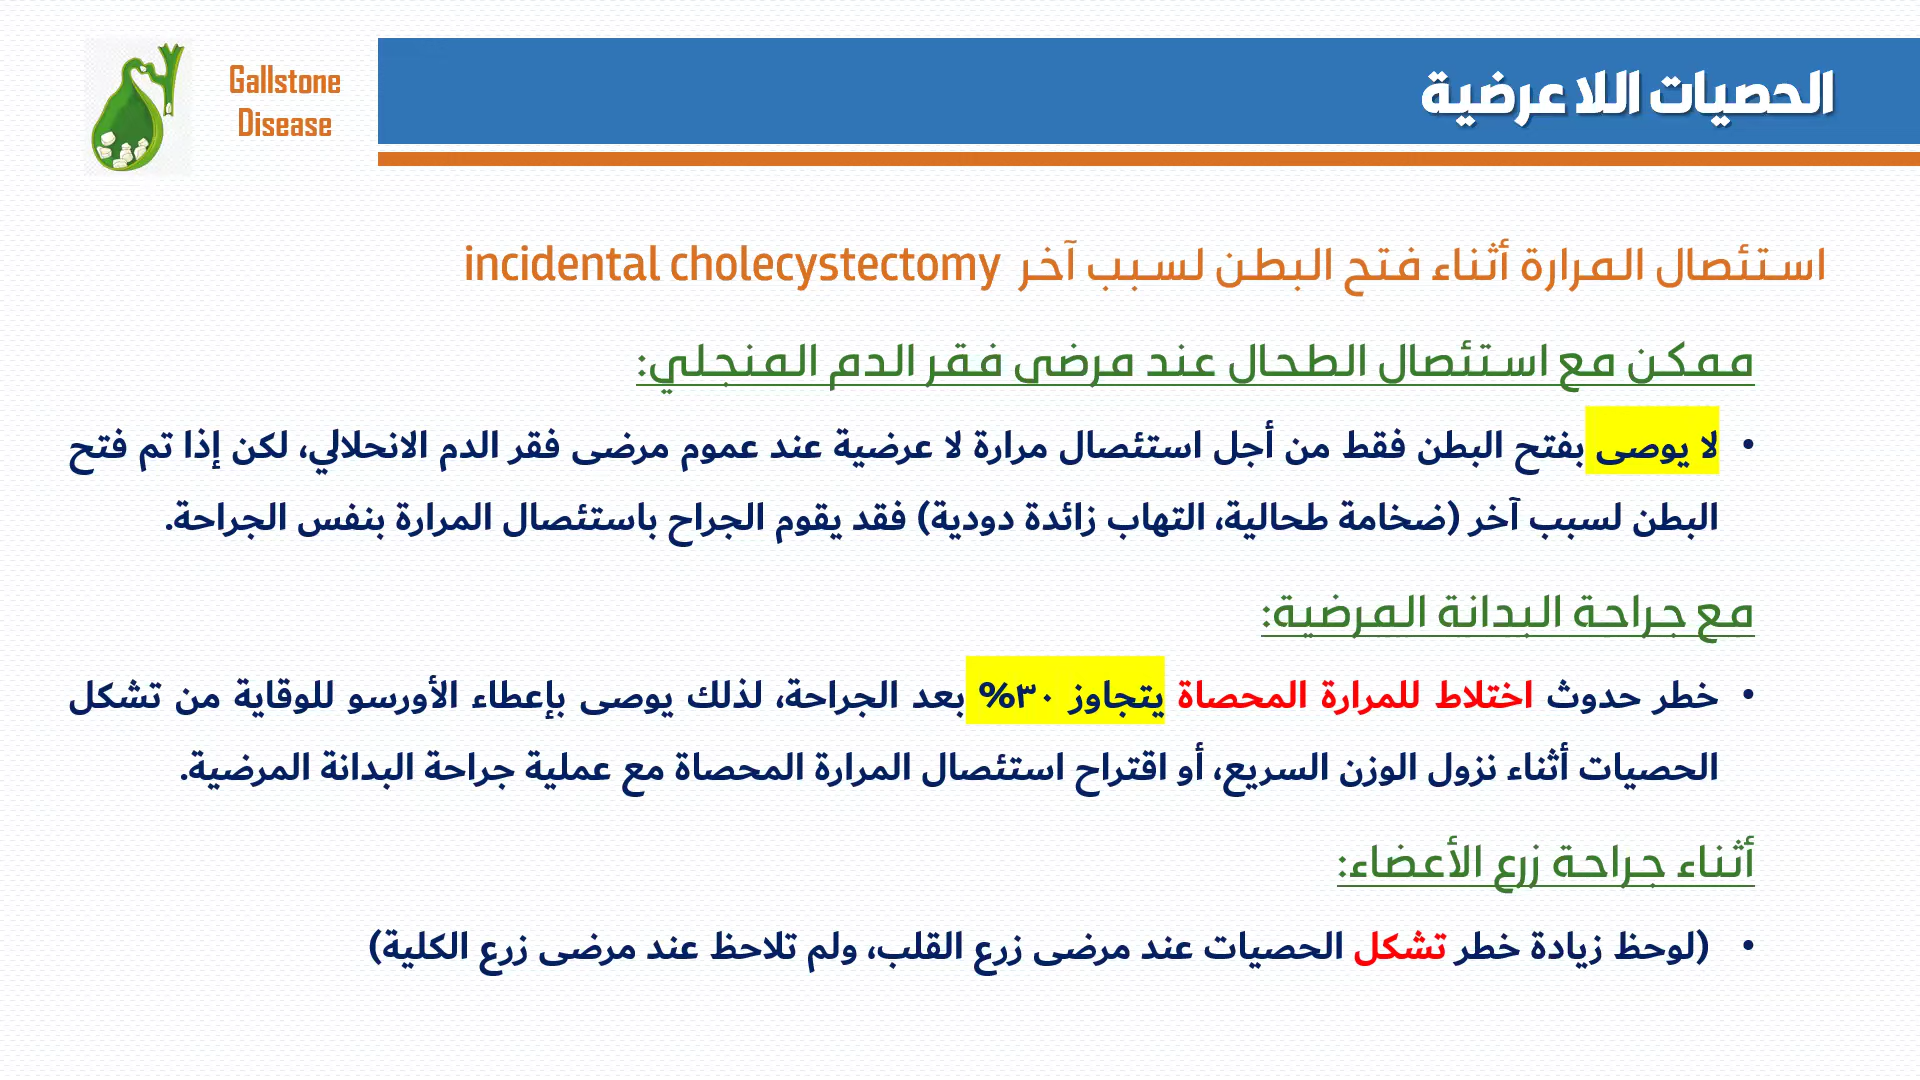 الحصيات اللا عرضية
Gallstone
Disease
استئصال المرارة أثناء فتح البطن لسبب آخر incidental cholecystectomy
ممكن مع استئصال الطحال عند مرضى فقر الدم المنجلي:
• لا يوصى بفتح البطن فقط من أجل استئصال مرارة لا عرضية عند عموم مرضى فقر الدم الانحلالي، لكن إذا تم فتح
البطن لسبب آخر (ضخامة طحالية، التهاب زائدة دودية) فقد يقوم الجراح باستئصال المرارة بنفس الجراحة.
مع جراحة البدانة المرضية:
• خطر حدوث اختلاط للمرارة المحصاة يتجاوز ٣٠% بعد الجراحة، لذلك يوصى بإعطاء الأورسو للوقاية من تشكل
الحصيات أثناء نزول الوزن السريع، أو اقتراح استئصال المرارة المحصاة مع عملية جراحة البدانة المرضية.
أثناء جراحة زرع الأعضاء:
• (لوحظ زيادة خطر تشكل الحصيات عند مرضى زرع القلب، ولم تلاحظ عند مرضى زرع الكلية)